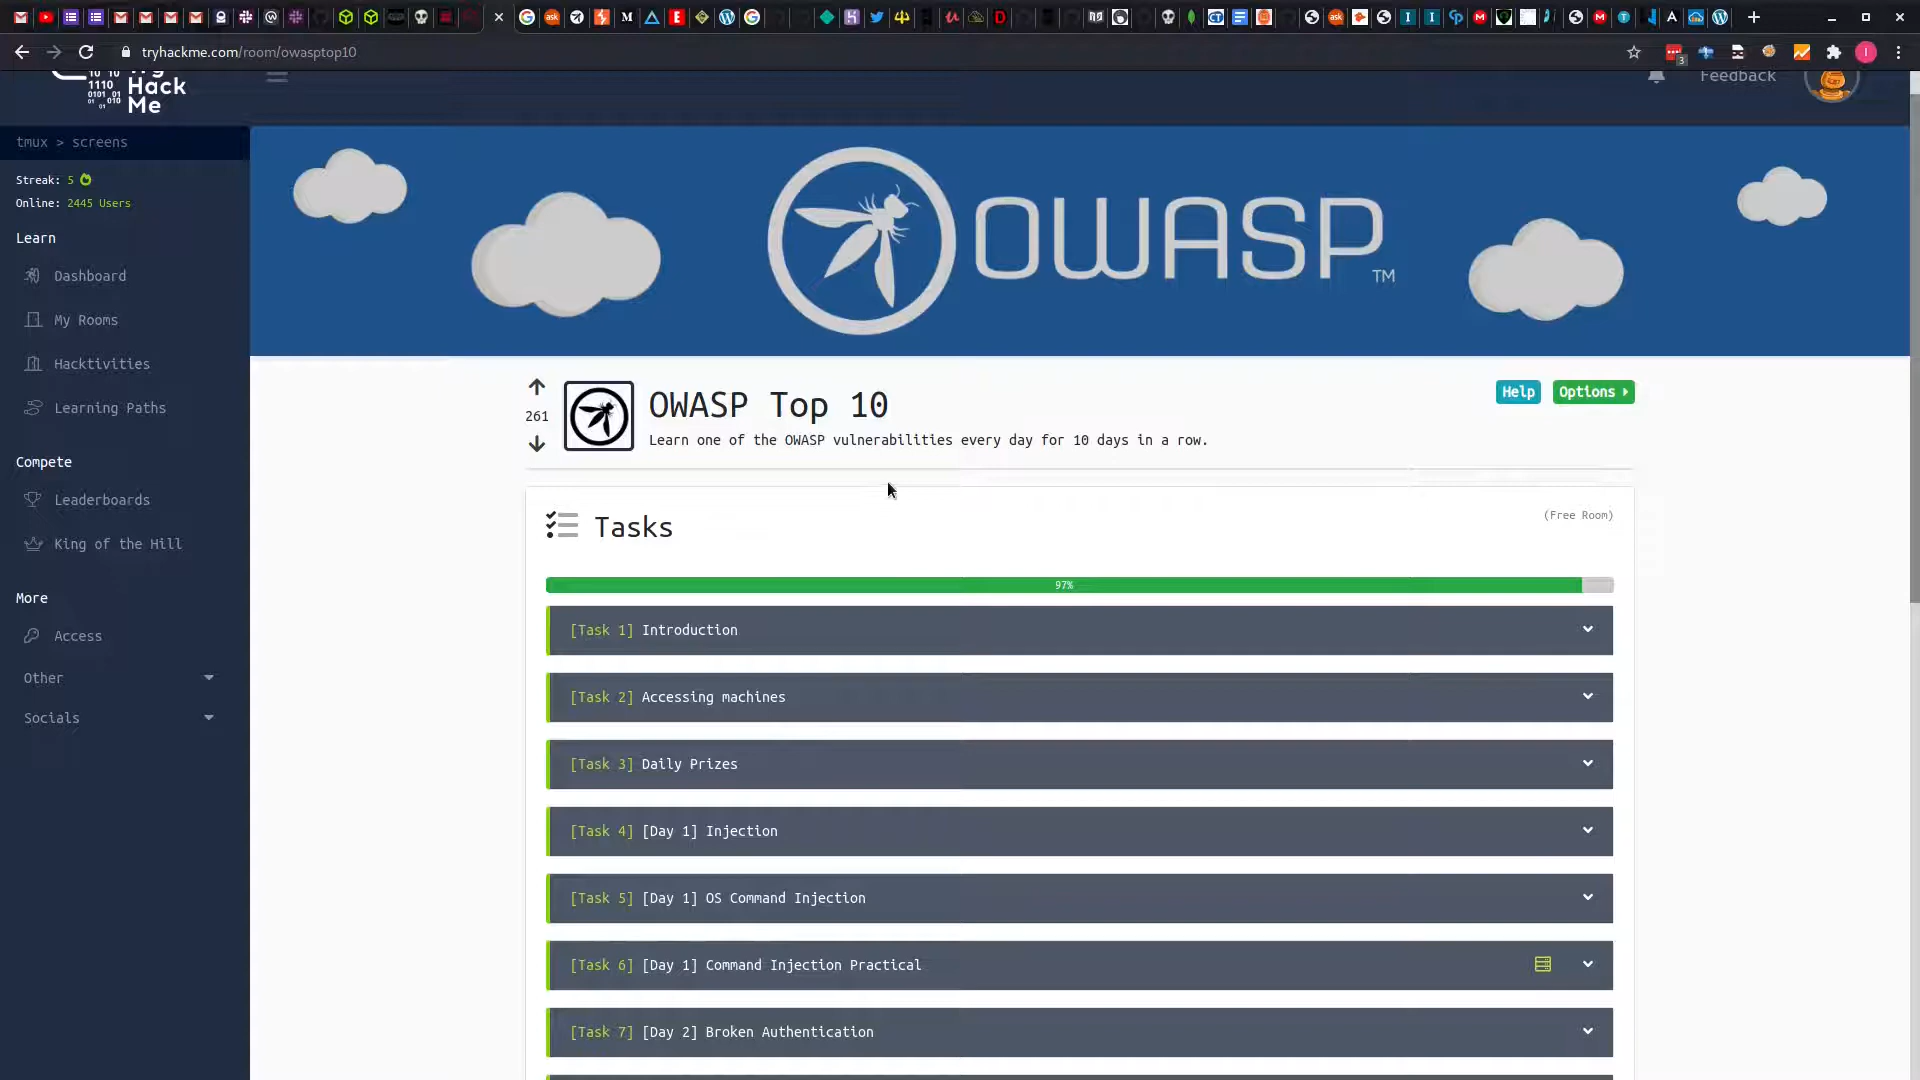 tryhackme.com/room/owasptop10
3
Hack
Me
Feedback
tmux > screens
Streak: 5
Online: 2445 Users
Learn
Dashboard
My Rooms
Hacktivities
Learning Paths
Compete
Leaderboards
King of the Hill
More
Access
Other
Socials
OWASP
TM
261
OWASP Top 10
Learn one of the OWASP vulnerabilities every day for 10 days in a row.
Help
Options
Tasks
(Free Room)
97%
[Task 1] Introduction
[Task 2] Accessing machines
[Task 3] Daily Prizes
[Task 4] [Day 1] Injection
[Task 5] [Day 1] OS Command Injection
[Task 6] [Day 1] Command Injection Practical
[Task 7] [Day 2] Broken Authentication